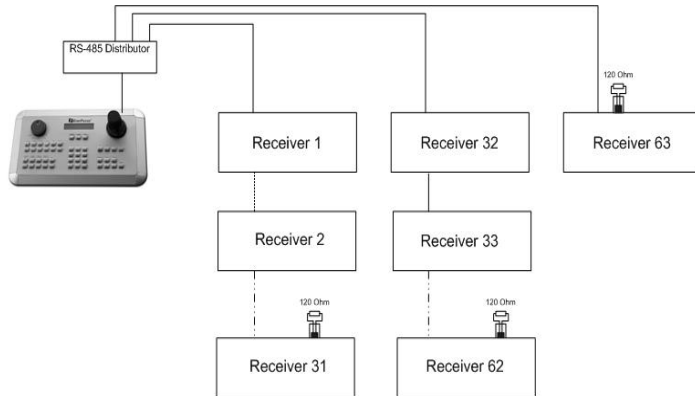 RS-485 Distributor
120 Ohm
Receiver 1
Receiver 32
Receiver 63
Receiver 2
Receiver 33
120 Ohm
120 Ohm
Receiver 31
Receiver 62